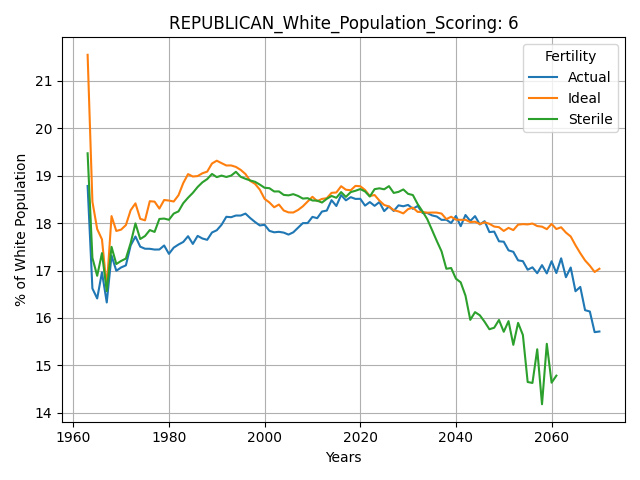 REPUBLICAN_White_Population_Scoring: 6
Fertility
Actual
Ideal
Sterile
% of White Population
21
20
19
18
17
16
15
14
1960
1980
2000
2020
2040
2060
Years